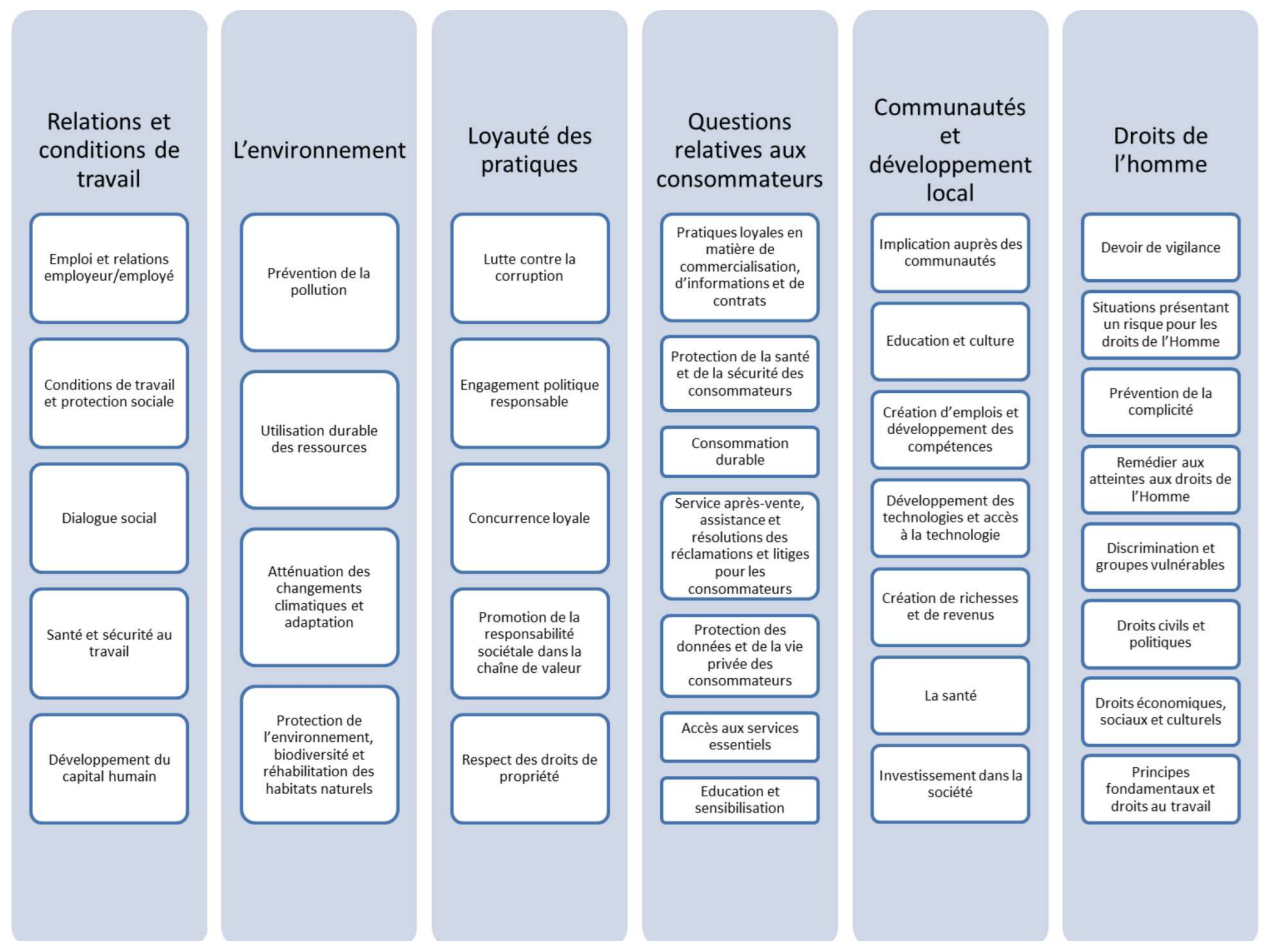 Relations et
conditions de
travail
Emploi et relations
employeur/employé
Conditions de travail
et protection sociale
Dialogue social
Santé et sécurité au
travail
Développement du
capital humain
L’environnement
Prévention de la
pollution
Utilisation durable
des ressources
Atténuation des
changements
climatiques et
adaptation
Protection de
l’environnement,
biodiversité et
réhabilitation des
habitats naturels
Loyauté des
pratiques
Lutte contre la
corruption
Engagement politique
responsable
Concurrence loyale
Promotion de la
responsabilité
sociétale dans la
chaîne de valeur
Respect des droits de
propriété
Questions
relatives aux
consommateurs
Pratiques loyales en
matière de
commercialisation,
d’informations et de
contrats
Protection de la santé
et de la sécurité des
consommateurs
Consommation
durable
Service après-vente,
assistance et
résolutions des
réclamations et litiges
pour les
consommateurs
Protection des
données et de la vie
privée des
consommateurs
Accès aux services
essentiels
Education et
sensibilisation
Communautés
et
développement
local
Implication auprès des
communautés
Education et culture
Création d’emplois et
développement des
compétences
Développement des
technologies et accès
à la technologie
Création de richesses
et de revenus
La santé
Investissement dans la
société
Droits de
l’homme
Devoir de vigilance
Situations présentant
un risque pour les
droits de l’Homme
Prévention de la
complicité
Remédier aux
atteintes aux droits de
l’Homme
Discrimination et
groupes vulnérables
Droits civils et
politiques
Droits économiques,
sociaux et culturels
Principes
fondamentaux et
droits au travail